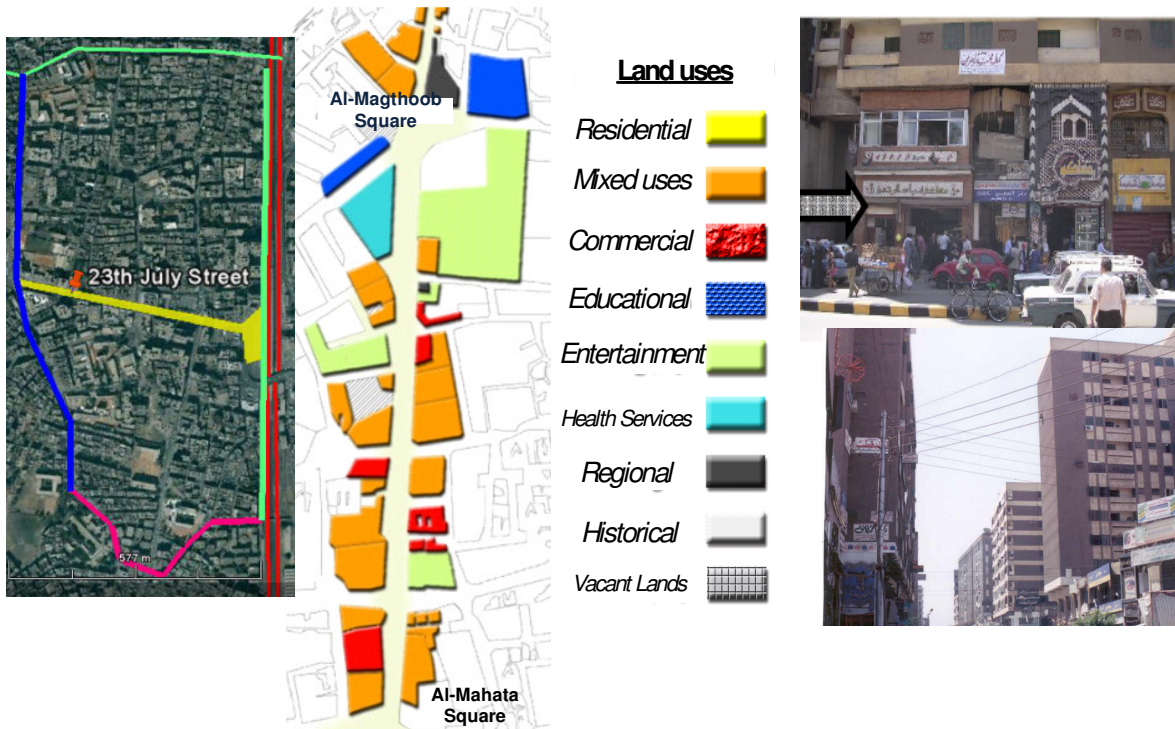 23th July Street
577 m
Al-Magthoob
Square
Al-Mahata
Square
Land uses
Residential
Mixed uses
Commercial
Educational
Entertainment
Health Services
Regional
Historical
Vacant Lands